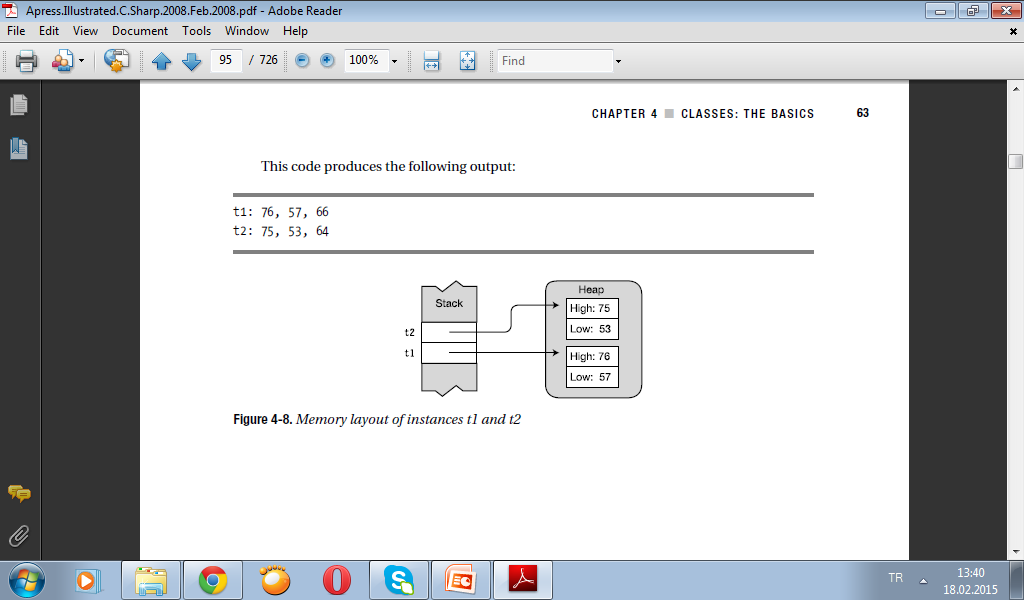 Apress.Illustrated.C.Sharp.2008.Feb.2008.pdf - Adobe Reader
File Edit View Document Tools Window Help
95 / 726 100% Find
CHAPTER 4 ■ CLASSES: THE BASICS 63
This code produces the following output:
t1: 76, 57, 66
t2: 75, 53, 64
Stack
t2
t1
Heap
High: 75
Low: 53
High: 76
Low: 57
Figure 4-8. Memory layout of instances t1 and t2
TR
13:40
18.02.2015